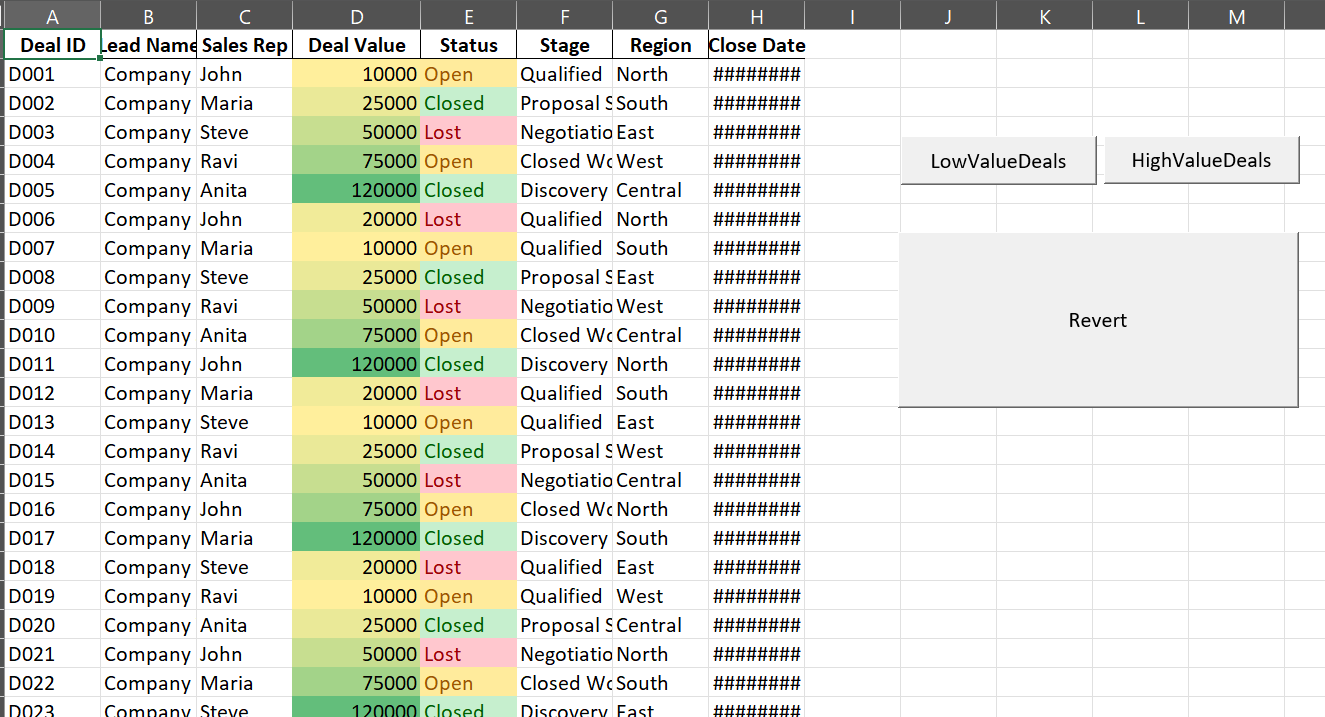 A B C D E F G H I J K L M
Deal ID Lead Name Sales Rep Deal Value Status Stage Region Close Date
D001 Company John 10000 Open Qualified North ########
D002 Company Maria 25000 Closed Proposal S South ########
D003 Company Steve 50000 Lost Negotiatio East ########
D004 Company Ravi 75000 Open Closed Wo West ########
D005 Company Anita 120000 Closed Discovery Central ########
D006 Company John 20000 Lost Qualified North ########
D007 Company Maria 10000 Open Qualified South ########
D008 Company Steve 25000 Closed Proposal S East ########
D009 Company Ravi 50000 Lost Negotiatio West ########
D010 Company Anita 75000 Open Closed Wo Central ########
D011 Company John 120000 Closed Discovery North ########
D012 Company Maria 20000 Lost Qualified South ########
D013 Company Steve 10000 Open Qualified East ########
D014 Company Ravi 25000 Closed Proposal S West ########
D015 Company Anita 50000 Lost Negotiatio Central ########
D016 Company John 75000 Open Closed Wo North ########
D017 Company Maria 120000 Closed Discovery South ########
D018 Company Steve 20000 Lost Qualified East ########
D019 Company Ravi 10000 Open Qualified West ########
D020 Company Anita 25000 Closed Proposal S Central ########
D021 Company John 50000 Lost Negotiatio North ########
D022 Company Maria 75000 Open Closed Wo South ########
D023 Company Steve 120000 Closed Discovery East ########
LowValueDeals HighValueDeals
Revert